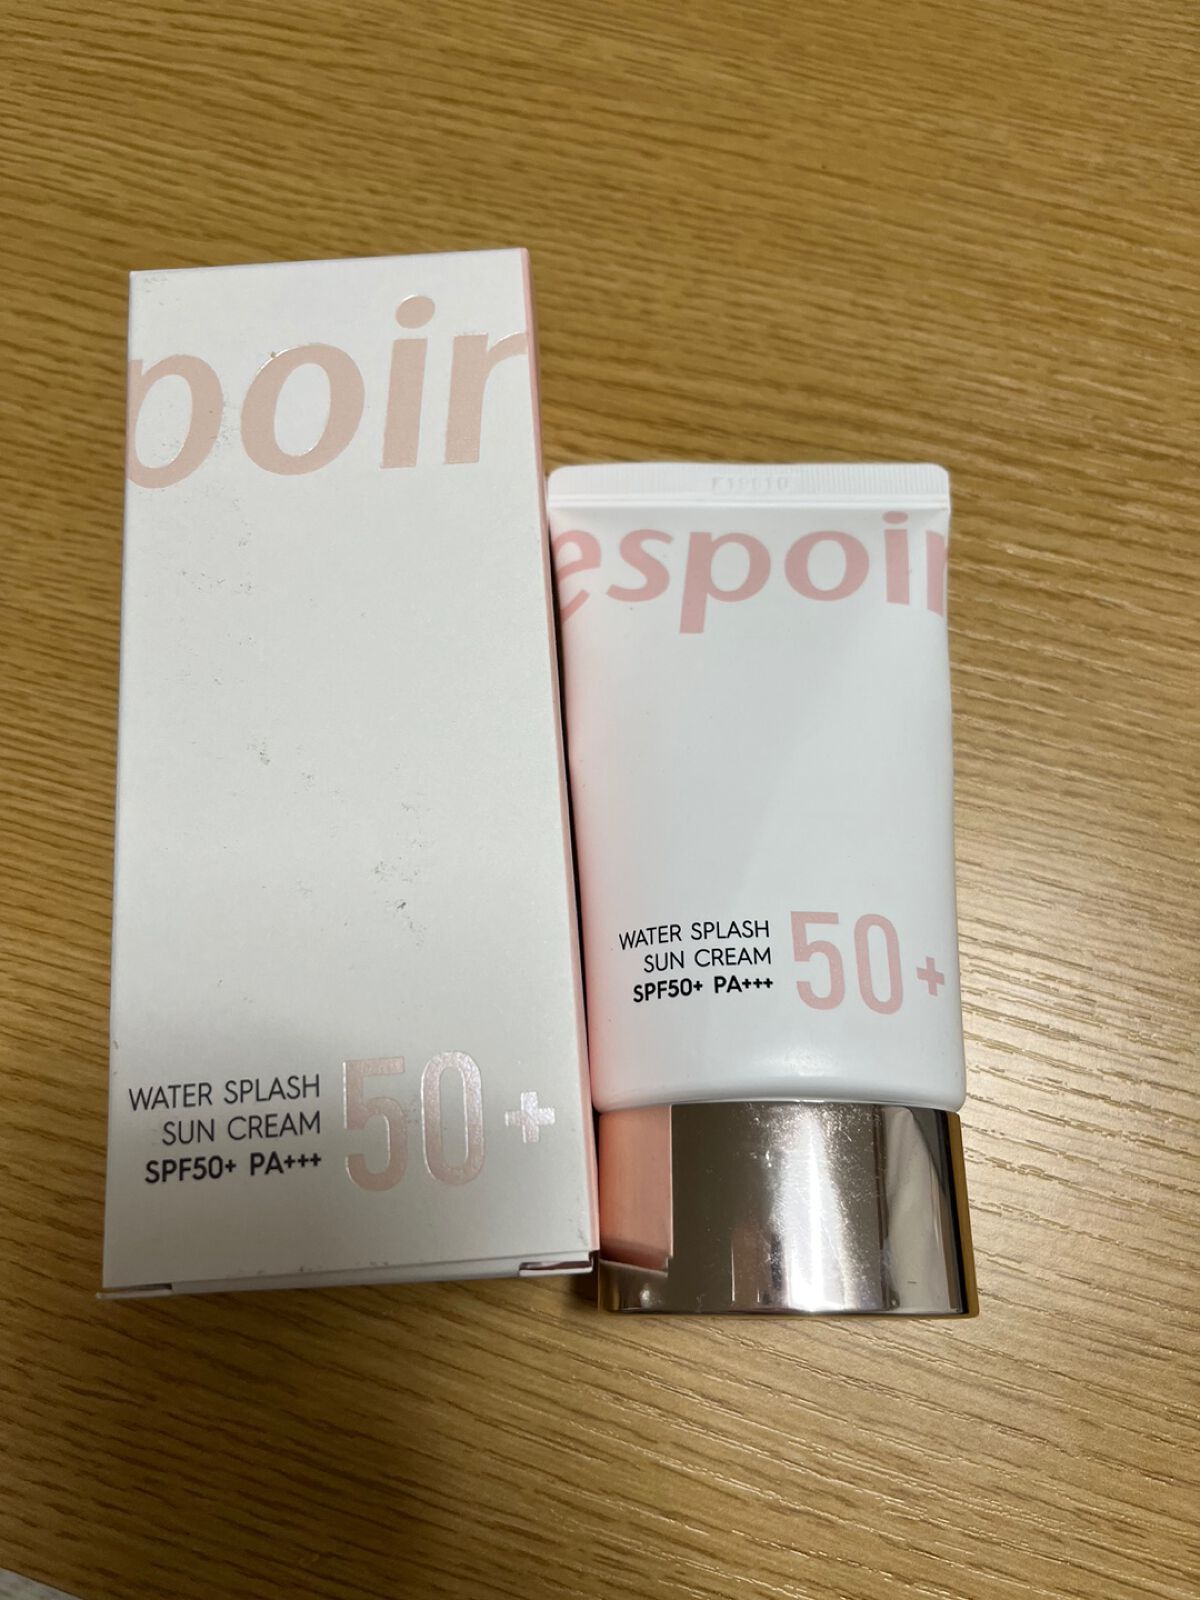 poir
WATER SPLASH
SUN CREAM
SPF50+ PA+++
50+
espoir
WATER SPLASH
SUN CREAM
SPF50+ PA+++
50+